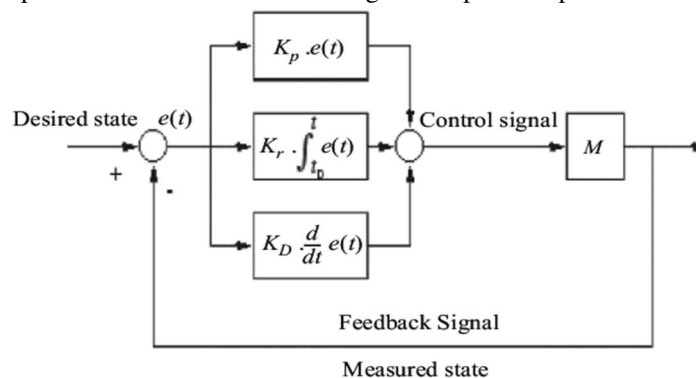 K_p .e(t)
Desired state e(t)
K_r . ∫_{t_0}^{t} e(t)
Control signal
M
+
-
K_D . d/dt e(t)
Feedback Signal
Measured state